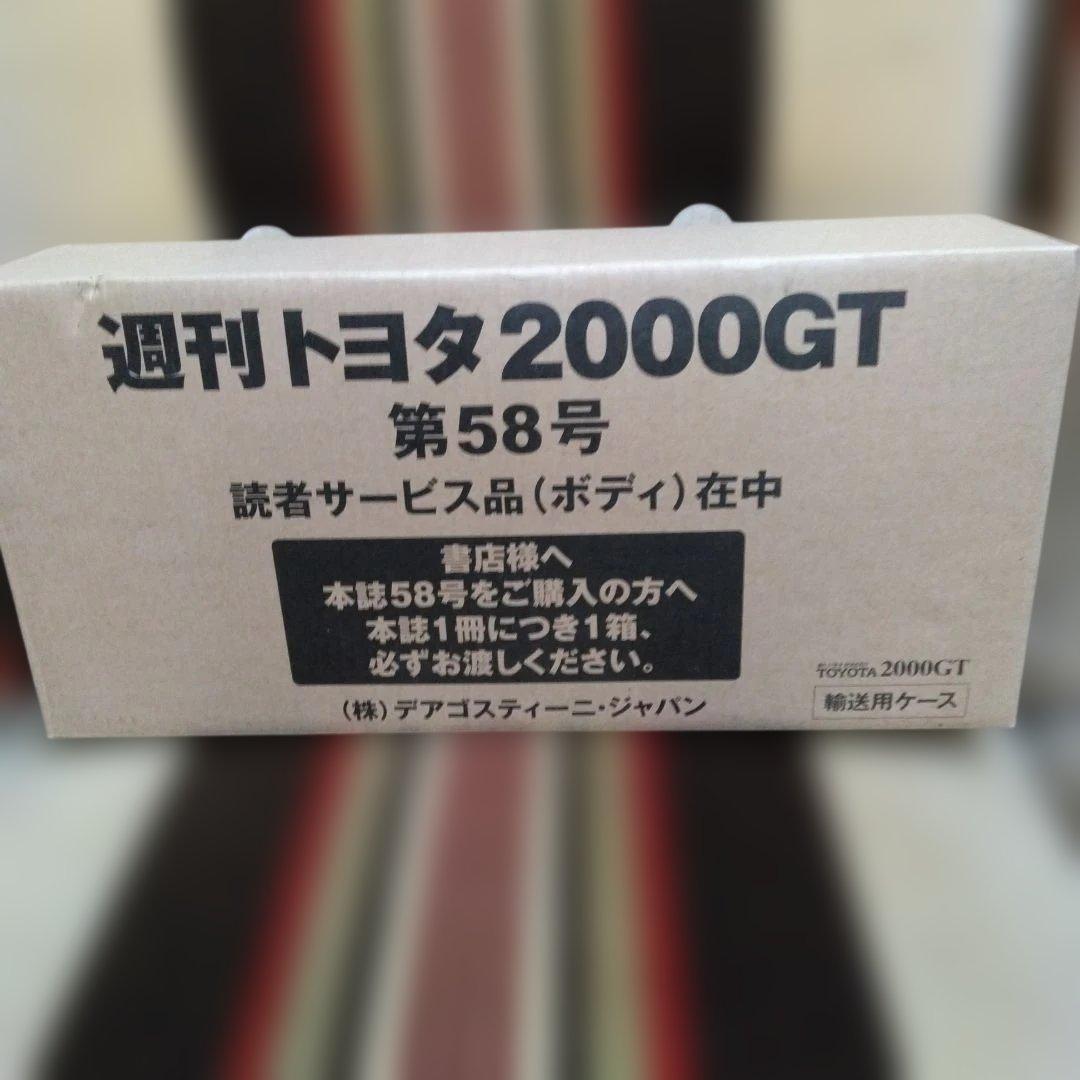 週刊トヨタ2000GT
第58号
読者サービス品（ボディ）在中
書店様へ
本誌58号をご購入の方へ
本誌1冊につき1箱、
必ずお渡しください。
（株）デアゴスティーニ・ジャパン
TOYOTA 2000GT
輸送用ケース